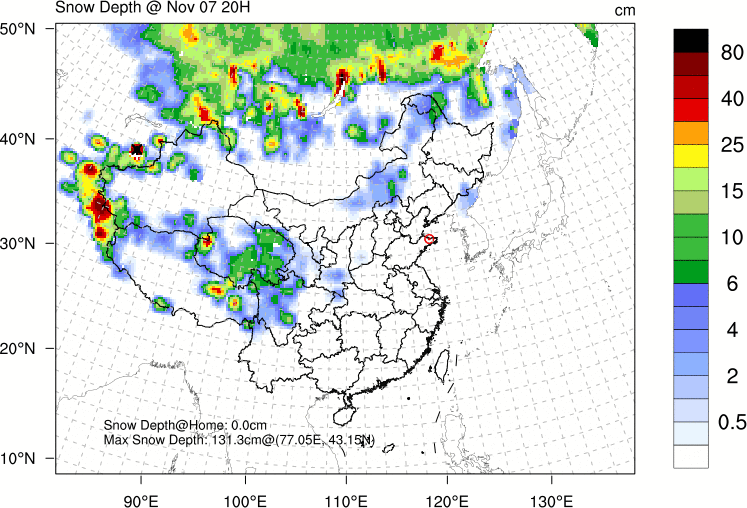 Snow Depth @ Nov 07 20H
cm
50°N
40°N
30°N
20°N
10°N
80
40
25
15
10
6
4
2
0.5
Snow Depth@Home: 0.0cm
Max Snow Depth: 131.3cm@(77.05E, 43.15N)
90°E
100°E
110°E
120°E
130°E